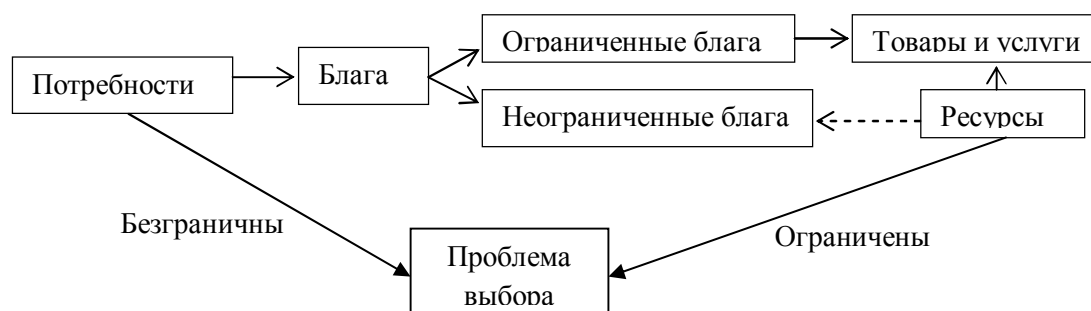 Ограниченные блага
Товары и услуги
Потребности
Блага
Неограниченные блага
Ресурсы
Безграничны
Ограничены
Проблема
выбора